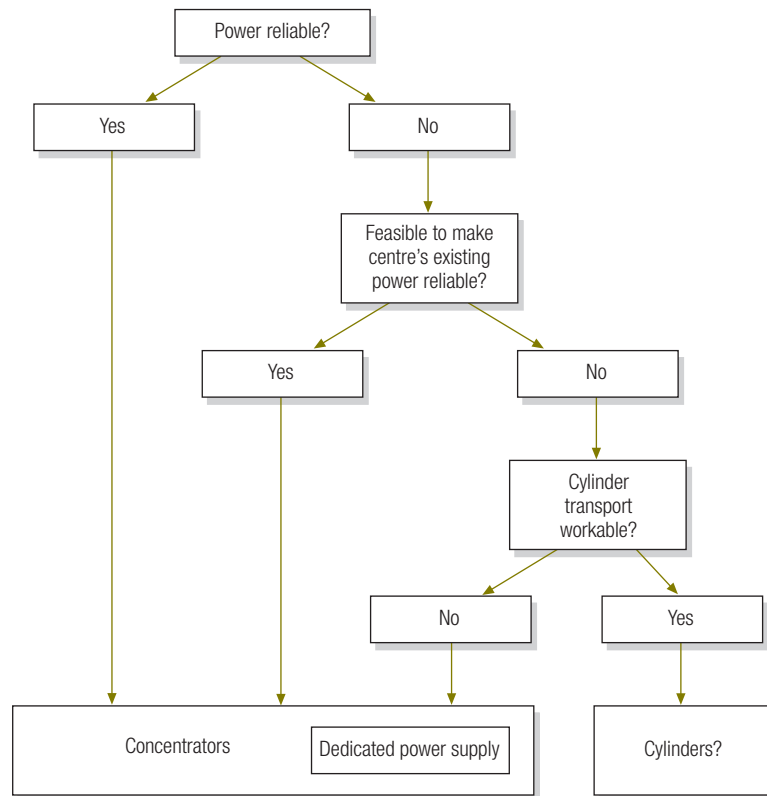 Power reliable?
Yes
No
Feasible to make
centre's existing
power reliable?
Yes
No
Cylinder
transport
workable?
No
Yes
Concentrators
Dedicated power supply
Cylinders?